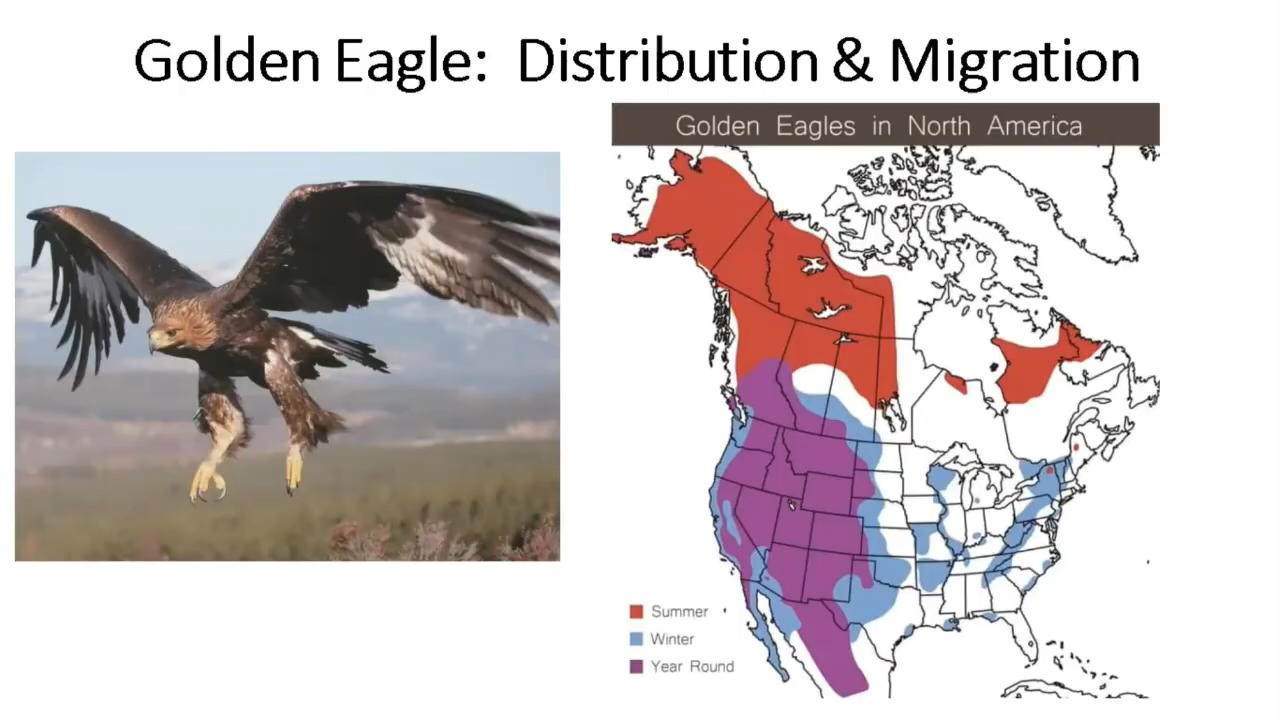 Golden Eagle: Distribution & Migration
Golden Eagles in North America
Summer
Winter
Year Round